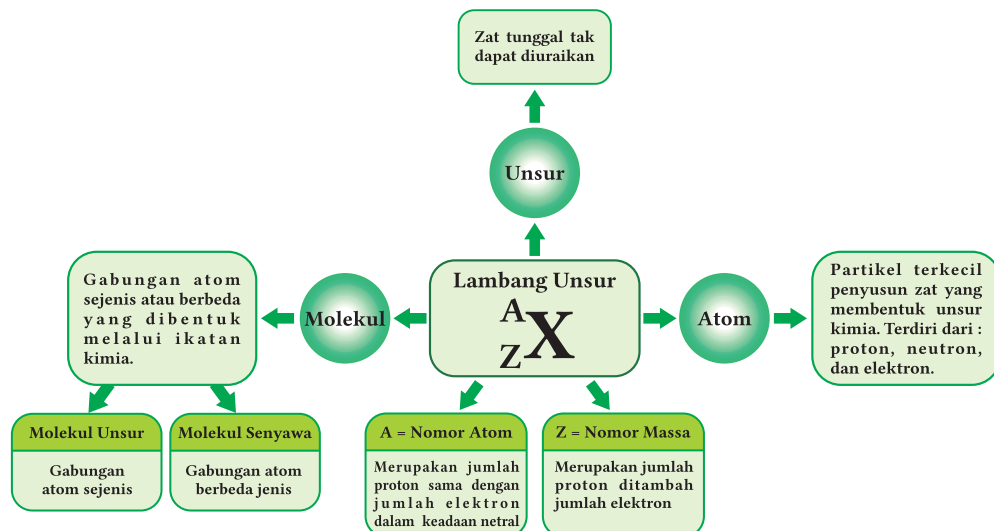 Zat tunggal tak
dapat diuraikan
Unsur
Lambang Unsur
A
Z
X
Molekul
Gabungan atom
sejenis atau berbeda
yang dibentuk
melalui ikatan
kimia.
Atom
Partikel terkecil
penyusun zat yang
membentuk unsur
kimia. Terdiri dari :
proton, neutron,
dan elektron.
Molekul Unsur
Gabungan
atom sejenis
Molekul Senyawa
Gabungan atom
berbeda jenis
A = Nomor Atom
Merupakan jumlah
proton sama dengan
jumlah elektron
dalam keadaan netral
Z = Nomor Massa
Merupakan jumlah
proton ditambah
jumlah elektron